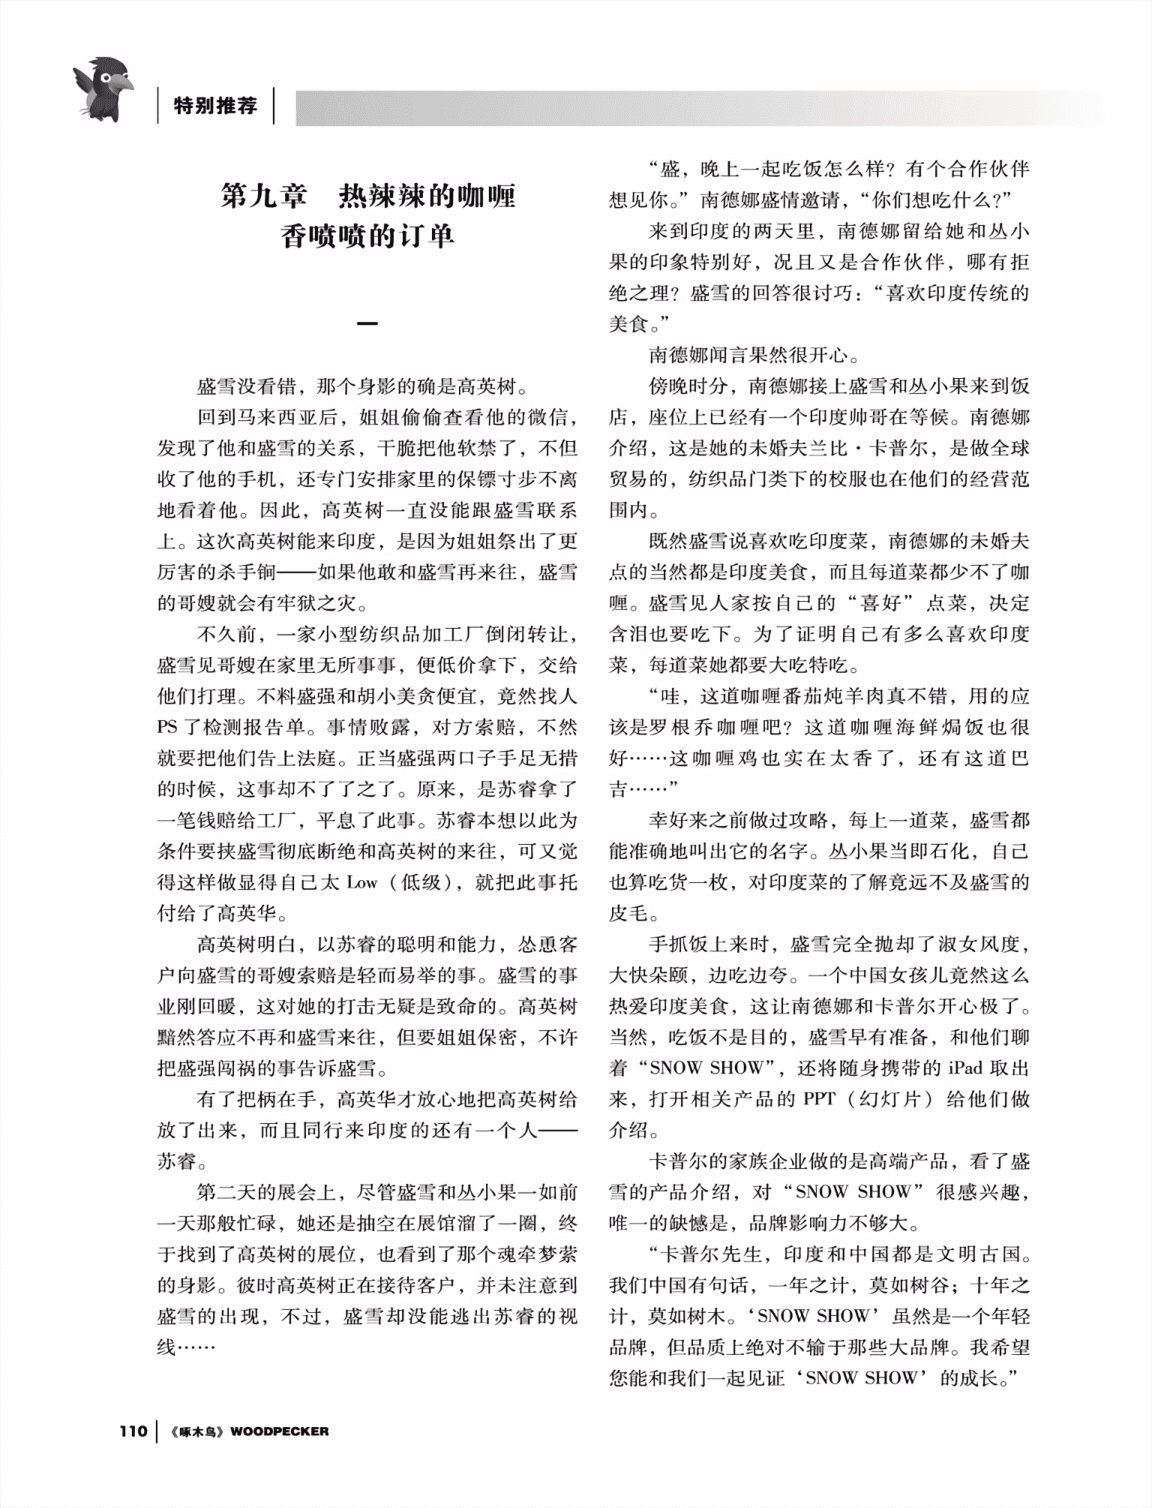 特别推荐
第九章　热辣辣的咖喱
香喷喷的订单
一
盛雪没看错，那个身影的确是高英树。
回到马来西亚后，姐姐偷偷查看他的微信，
发现了他和盛雪的关系，干脆把他软禁了，不但
收了他的手机，还专门安排家里的保镖寸步不离
地看着他。因此，高英树一直没能跟盛雪联系
上。这次高英树能来印度，是因为姐姐祭出了更
厉害的杀手锏——如果他敢和盛雪再来往，盛雪
的哥嫂就会有牢狱之灾。
不久前，一家小型纺织品加工厂倒闭转让，
盛雪见哥嫂在家里无所事事，便低价拿下，交给
他们打理。不料盛强和胡小美贪便宜，竟然找人
PS了检测报告单。事情败露，对方索赔，不然
就要把他们告上法庭。正当盛强两口子手足无措
的时候，这事却不了了之了。原来，是苏睿拿了
一笔钱赔给工厂，平息了此事。苏睿本想以此为
条件要挟盛雪彻底断绝和高英树的来往，可又觉
得这样做显得自己太 Low（低级），就把此事托
付给了高英华。
高英树明白，以苏睿的聪明和能力，怂恿客
户向盛雪的哥嫂索赔是轻而易举的事。盛雪的事
业刚回暖，这对她的打击无疑是致命的。高英树
黯然答应不再和盛雪来往，但要姐姐保密，不许
把盛强闯祸的事告诉盛雪。
有了把柄在手，高英华才放心地把高英树给
放了出来，而且同行来印度的还有一个人——
苏睿。
第二天的展会上，尽管盛雪和丛小果一如前
一天那般忙碌，她还是抽空在展馆溜了一圈，终
于找到了高英树的展位，也看到了那个魂牵梦萦
的身影。彼时高英树正在接待客户，并未注意到
盛雪的出现，不过，盛雪却没能逃出苏睿的视
线……
“盛，晚上一起吃饭怎么样？有个合作伙伴
想见你。”南德娜盛情邀请，“你们想吃什么?”
来到印度的两天里，南德娜留给她和丛小
果的印象特别好，况且又是合作伙伴，哪有拒
绝之理？盛雪的回答很讨巧：“喜欢印度传统的
美食。”
南德娜闻言果然很开心。
傍晚时分，南德娜接上盛雪和丛小果来到饭
店，座位上已经有一个印度帅哥在等候。南德娜
介绍，这是她的未婚夫兰比·卡普尔，是做全球
贸易的，纺织品门类下的校服也在他们的经营范
围内。
既然盛雪说喜欢吃印度菜，南德娜的未婚夫
点的当然都是印度美食，而且每道菜都少不了咖
喱。盛雪见人家按自己的“喜好”点菜，决定
含泪也要吃下。为了证明自己有多么喜欢印度
菜，每道菜她都要大吃特吃。
“哇，这道咖喱番茄炖羊肉真不错，用的应
该是罗根乔咖喱吧？这道咖喱海鲜焗饭也很
好……这咖喱鸡也实在太香了，还有这道巴
吉……”
幸好来之前做过攻略，每上一道菜，盛雪都
能准确地叫出它的名字。丛小果当即石化，自己
也算吃货一枚，对印度菜的了解竟远不及盛雪的
皮毛。
手抓饭上来时，盛雪完全抛却了淑女风度，
大快朵颐，边吃边夸。一个中国女孩儿竟然这么
热爱印度美食，这让南德娜和卡普尔开心极了。
当然，吃饭不是目的，盛雪早有准备，和他们聊
着“SNOW SHOW”，还将随身携带的 iPad 取出
来，打开相关产品的 PPT（幻灯片）给他们做
介绍。
卡普尔的家族企业做的是高端产品，看了盛
雪的产品介绍，对“SNOW SHOW”很感兴趣，
唯一的缺憾是，品牌影响力不够大。
“卡普尔先生，印度和中国都是文明古国。
我们中国有句话，一年之计，莫如树谷；十年之
计，莫如树木。‘SNOW SHOW’虽然是一个年轻
品牌，但品质上绝对不输于那些大品牌。我希望
您能和我们一起见证‘SNOW SHOW’的成长。”
110 《啄木鸟》WOODPECKER